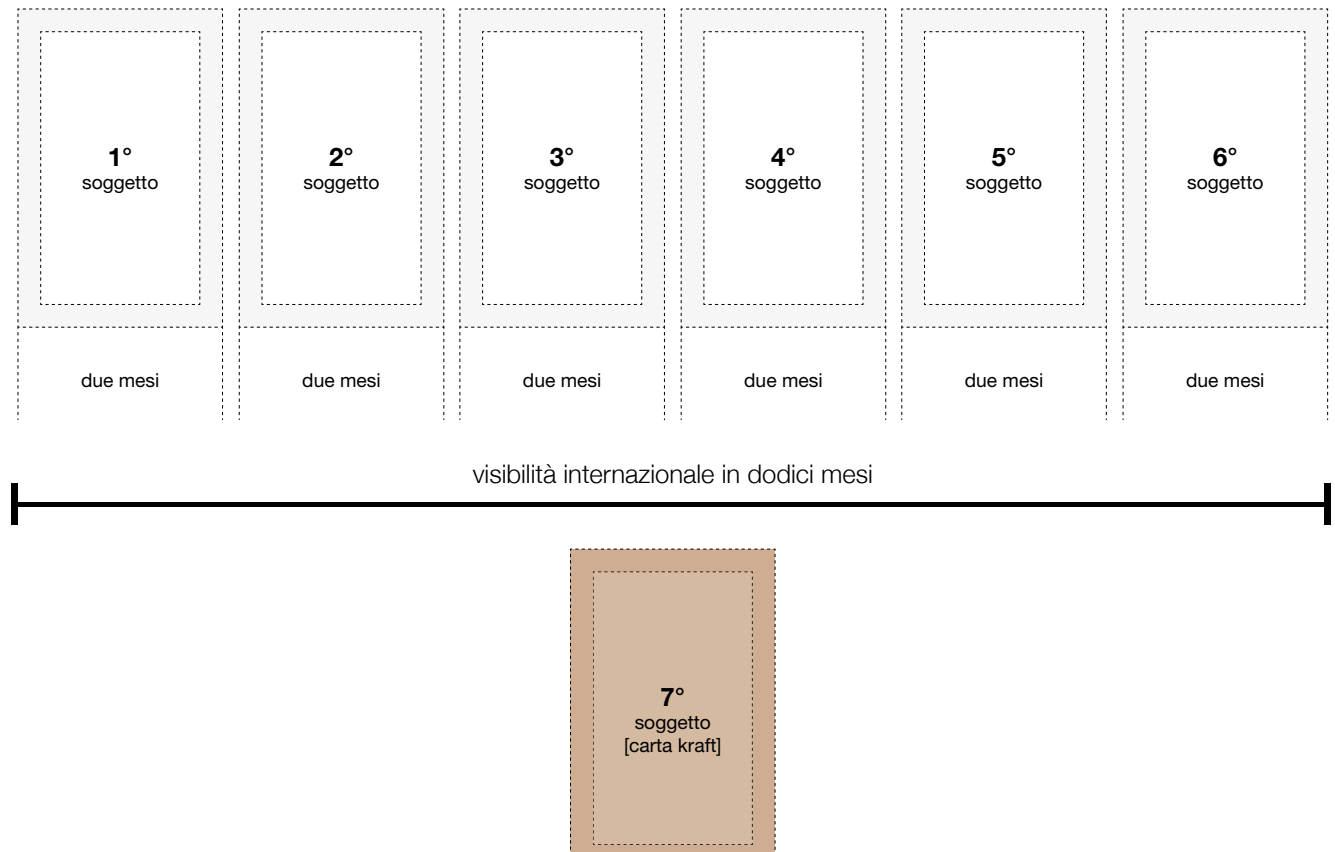 1°
soggetto
2°
soggetto
3°
soggetto
4°
soggetto
5°
soggetto
6°
soggetto
due mesi
due mesi
due mesi
due mesi
due mesi
due mesi
visibilità internazionale in dodici mesi
7°
soggetto
[carta kraft]